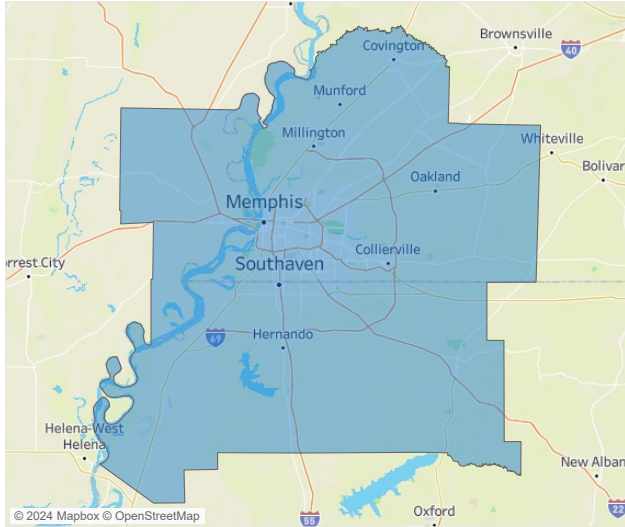 Covington
Brownsville
40
Munford
Millington
Whiteville
Bolivar
Oakland
Memphis
Collierville
rrest City
Southaven
69
Hernando
Helena-West
Helena
New Alban
Oxford
55
22
© 2024 Mapbox © OpenStreetMap